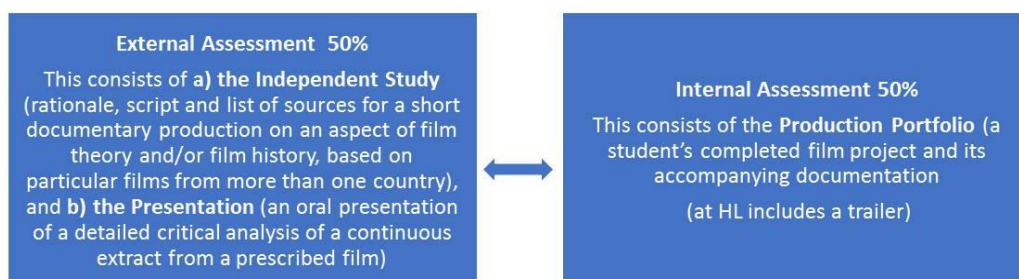 External Assessment 50%
This consists of a) the Independent Study
(rationale, script and list of sources for a short
documentary production on an aspect of film
theory and/or film history, based on
particular films from more than one country),
and b) the Presentation (an oral presentation
of a detailed critical analysis of a continuous
extract from a prescribed film)
Internal Assessment 50%
This consists of the Production Portfolio (a
student’s completed film project and its
accompanying documentation
(at HL includes a trailer)